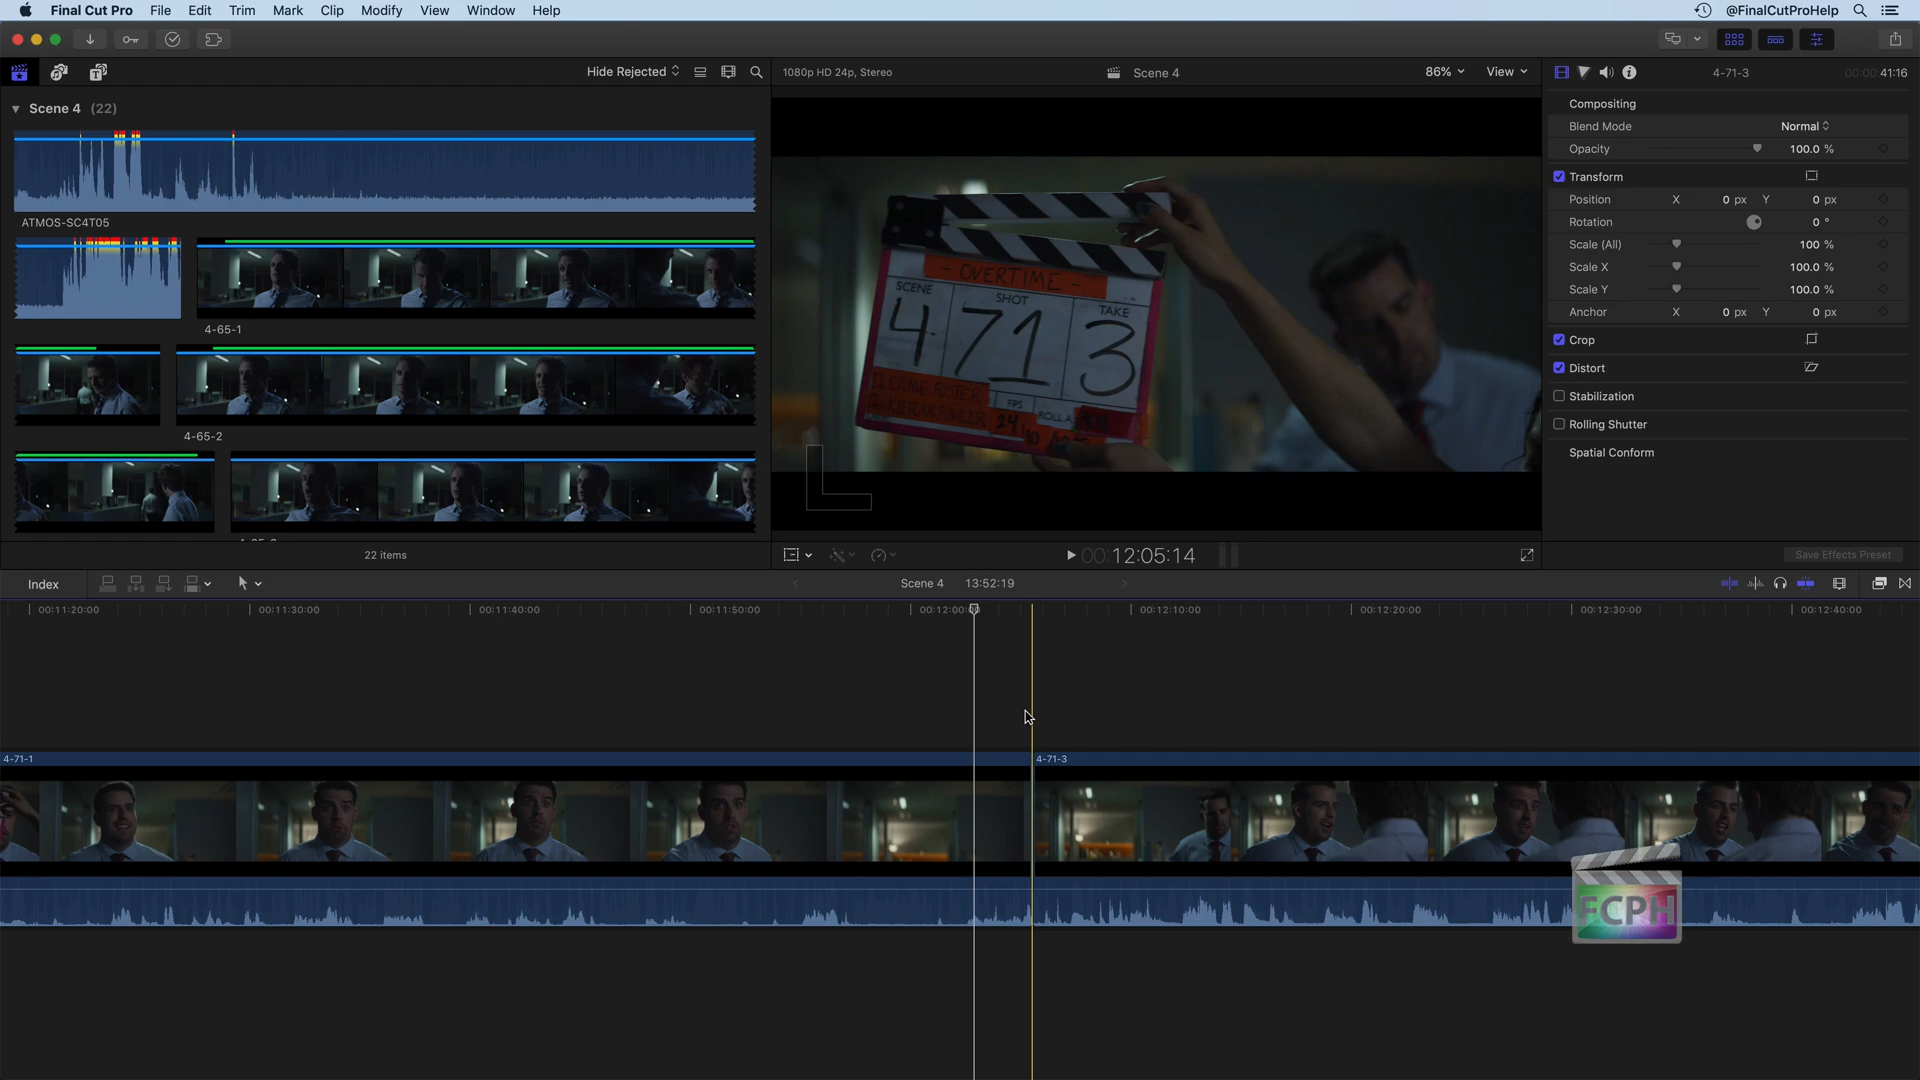 Final Cut Pro File Edit Trim Mark Clip Modify View Window Help @FinalCutProHelp
Hide Rejected 1080p HD 24p, Stereo Scene 4 86% View 4-71-3 00:00:41:16
Scene 4 (22)
ATMOS-SC4T05
4-65-1
4-65-2
22 items
- OVERTIME -
SCENE SHOT TAKE
4 71 3
D: CRAIG FOSTER
FPS ROLL
00:12:05:14
Compositing
Blend Mode Normal
Opacity 100.0 %
Transform
Position X 0 px Y 0 px
Rotation 0 °
Scale (All) 100 %
Scale X 100.0 %
Scale Y 100.0 %
Anchor X 0 px Y 0 px
Crop
Distort
Stabilization
Rolling Shutter
Spatial Conform
Save Effects Preset
Index Scene 4 13:52:19
00:11:20:00 00:11:30:00 00:11:40:00 00:11:50:00 00:12:00:00 00:12:10:00 00:12:20:00 00:12:30:00 00:12:40:00
4-71-1 4-71-3
FCPH